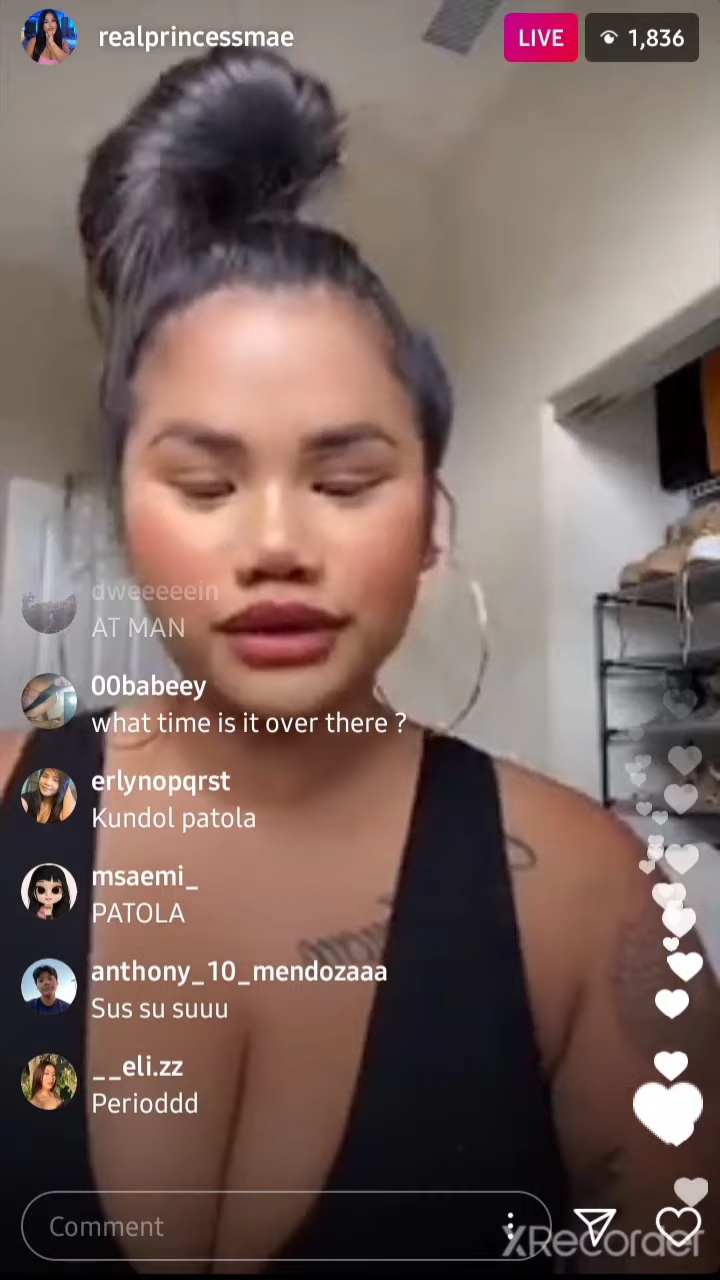 realprincessmae
LIVE
1,836
dweeeeein
AT MAN
00babeey
what time is it over there ?
erlynopqrst
Kundol patola
msaemi_
PATOLA
anthony_10_mendozaaa
Sus su suuu
__eli.zz
Perioddd
Comment
XRecorder